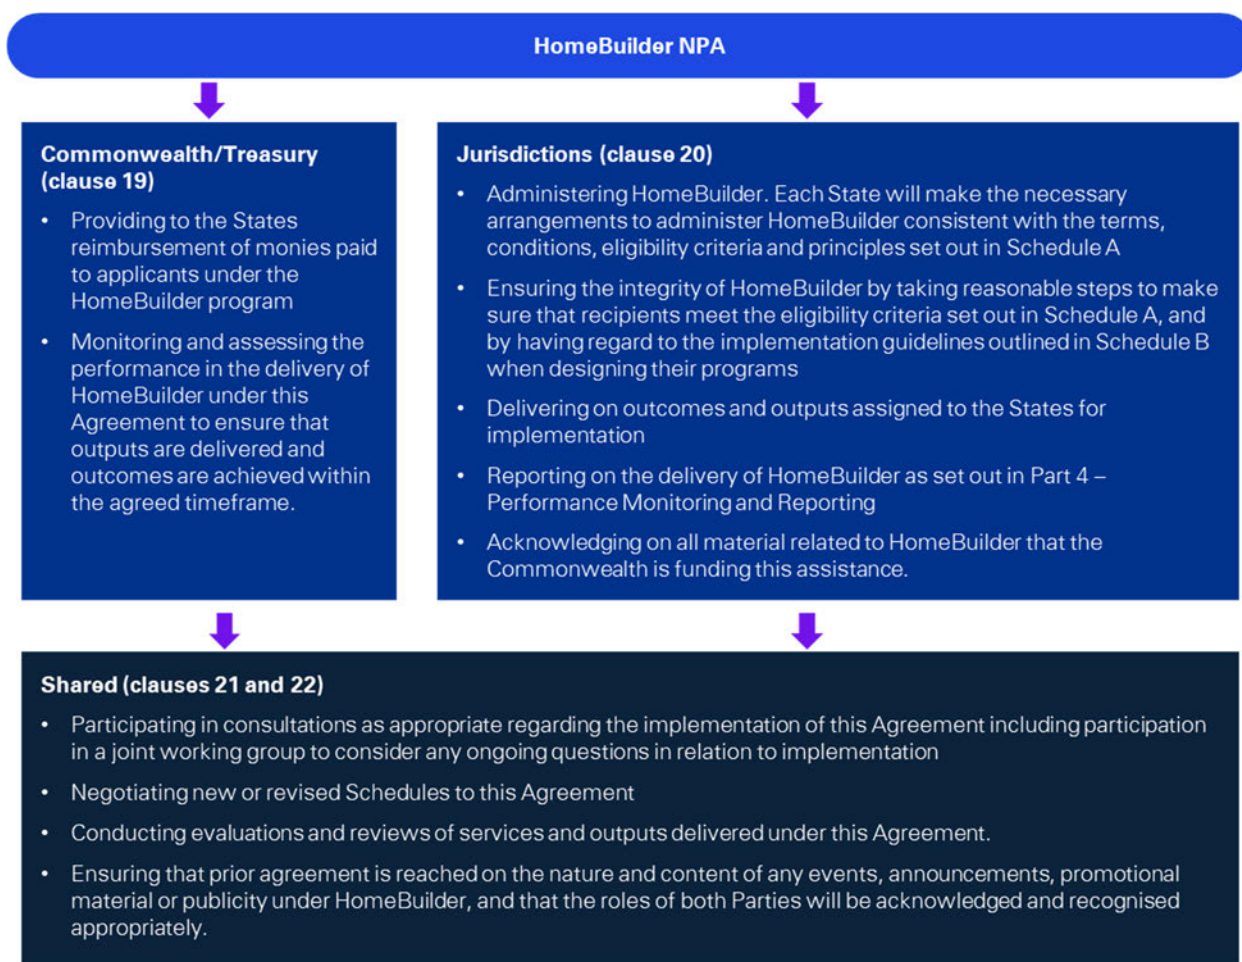 HomeBuilder NPA
Commonwealth/Treasury
(clause 19)
• Providing to the States
reimbursement of monies paid
to applicants under the
HomeBuilder program
• Monitoring and assessing the
performance in the delivery of
HomeBuilder under this
Agreement to ensure that
outputs are delivered and
outcomes are achieved within
the agreed timeframe.
Jurisdictions (clause 20)
• Administering HomeBuilder. Each State will make the necessary
arrangements to administer HomeBuilder consistent with the terms,
conditions, eligibility criteria and principles set out in Schedule A
• Ensuring the integrity of HomeBuilder by taking reasonable steps to make
sure that recipients meet the eligibility criteria set out in Schedule A, and
by having regard to the implementation guidelines outlined in Schedule B
when designing their programs
• Delivering on outcomes and outputs assigned to the States for
implementation
• Reporting on the delivery of HomeBuilder as set out in Part 4 –
Performance Monitoring and Reporting
• Acknowledging on all material related to HomeBuilder that the
Commonwealth is funding this assistance.
Shared (clauses 21 and 22)
• Participating in consultations as appropriate regarding the implementation of this Agreement including participation
in a joint working group to consider any ongoing questions in relation to implementation
• Negotiating new or revised Schedules to this Agreement
• Conducting evaluations and reviews of services and outputs delivered under this Agreement.
• Ensuring that prior agreement is reached on the nature and content of any events, announcements, promotional
material or publicity under HomeBuilder, and that the roles of both Parties will be acknowledged and recognised
appropriately.